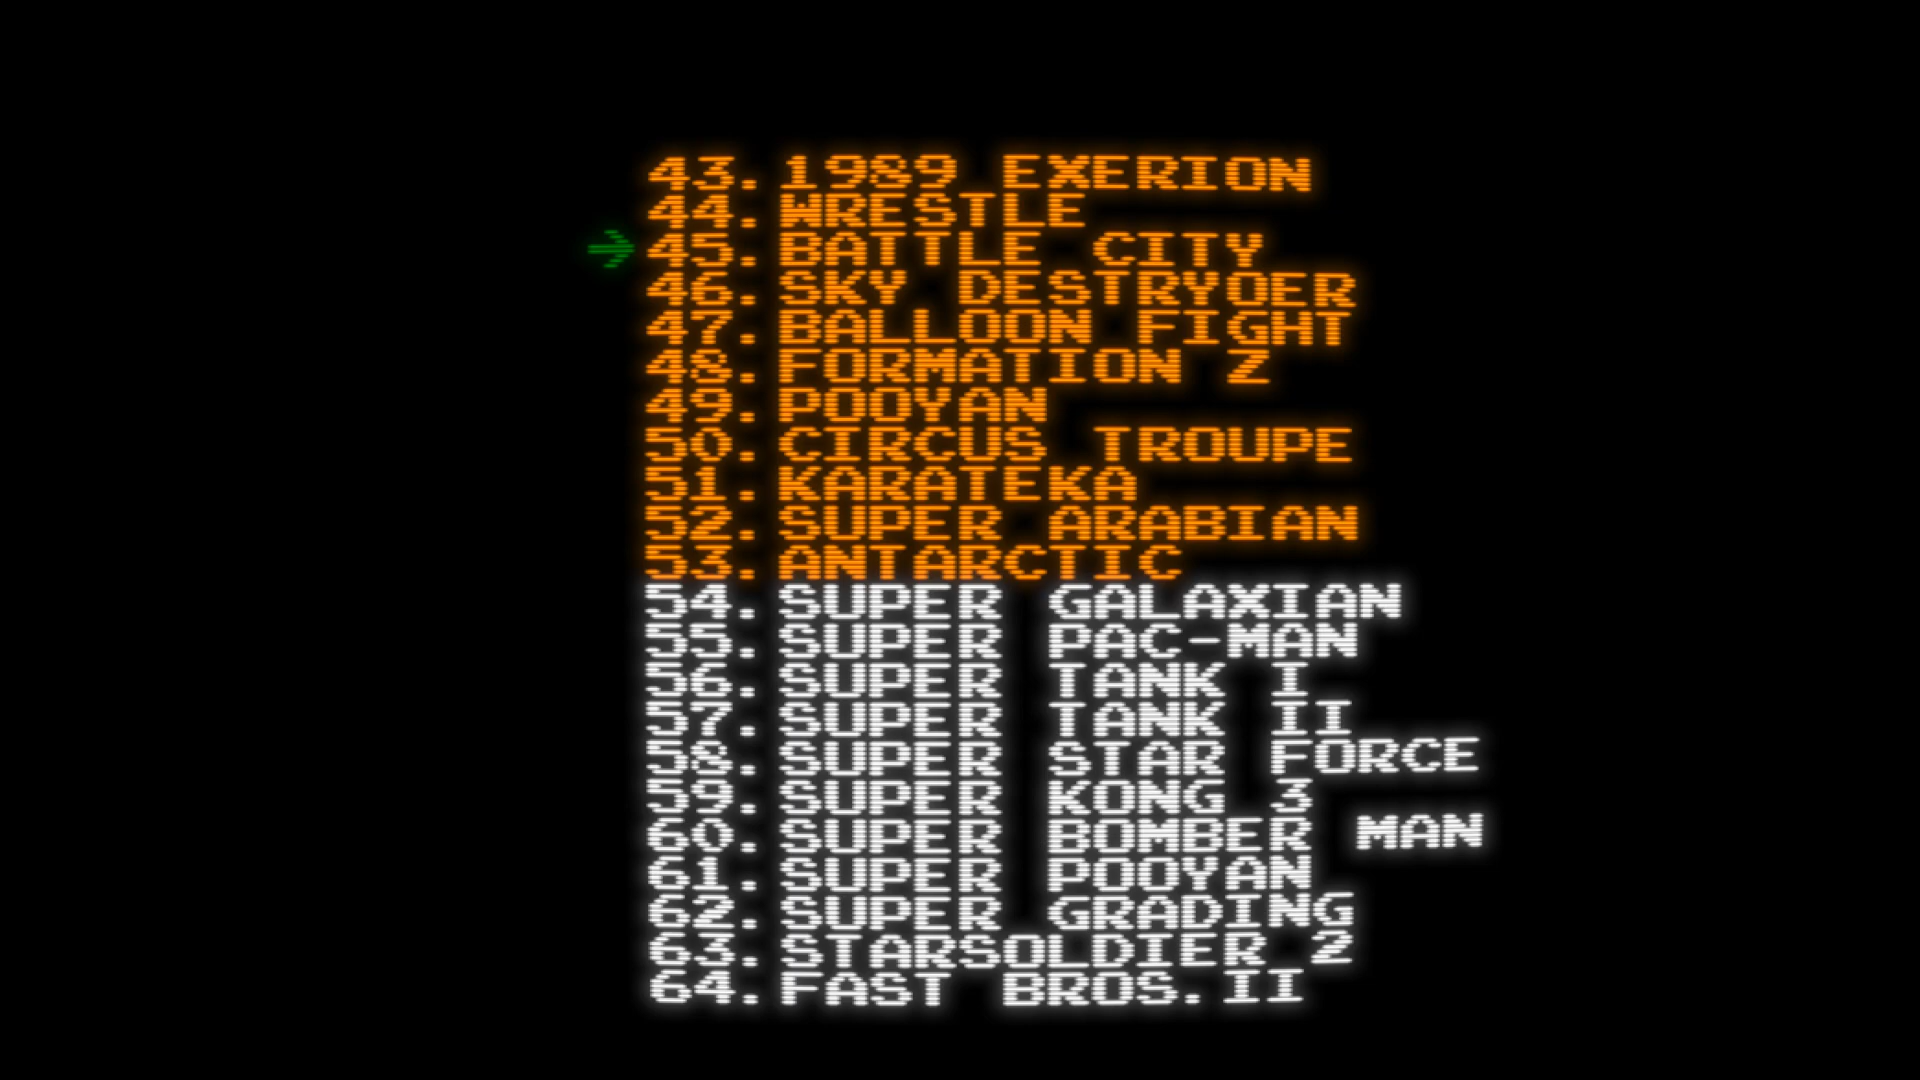 43. 1989 EXERION
44. WRESTLE
→ 45. BATTLE CITY
46. SKY DESTRYOER
47. BALLOON FIGHT
48. FORMATION Z
49. POOYAN
50. CIRCUS TROUPE
51. KARATEKA
52. SUPER ARABIAN
53. ANTARCTIC
54. SUPER GALAXIAN
55. SUPER PAC-MAN
56. SUPER TANK I
57. SUPER TANK II
58. SUPER STAR FORCE
59. SUPER KONG 3
60. SUPER BOMBER MAN
61. SUPER POOYAN
62. SUPER GRADING
63. STARSOLDIER 2
64. FAST BROS.II